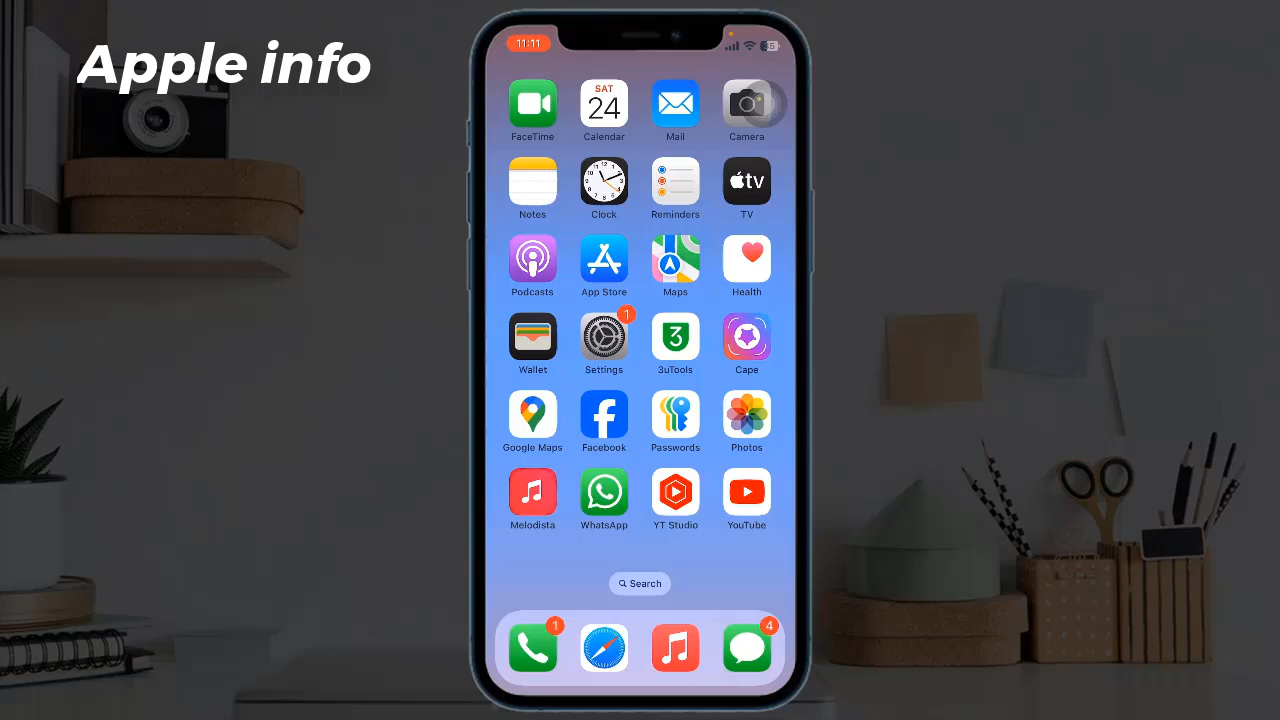 Apple info
11:11
SAT
24
FaceTime
Calendar
Mail
Camera
12
tv
Notes
Clock
Reminders
TV
Podcasts
App Store
Maps
Health
1
3
Wallet
Settings
3uTools
Cape
Google Maps
Facebook
Passwords
Photos
Melodista
WhatsApp
YT Studio
YouTube
Search
1
4